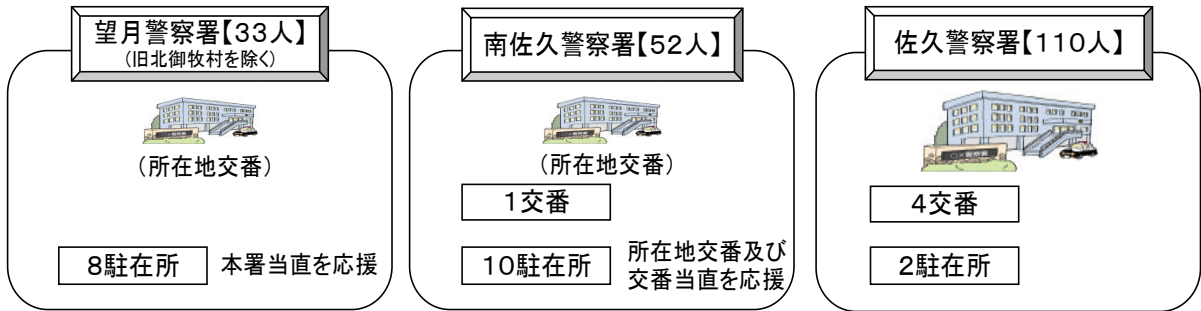 望月警察署【33人】
(旧北御牧村を除く)
(所在地交番)
8駐在所
本署当直を応援
南佐久警察署【52人】
(所在地交番)
1交番
10駐在所
所在地交番及び
交番当直を応援
佐久警察署【110人】
4交番
2駐在所